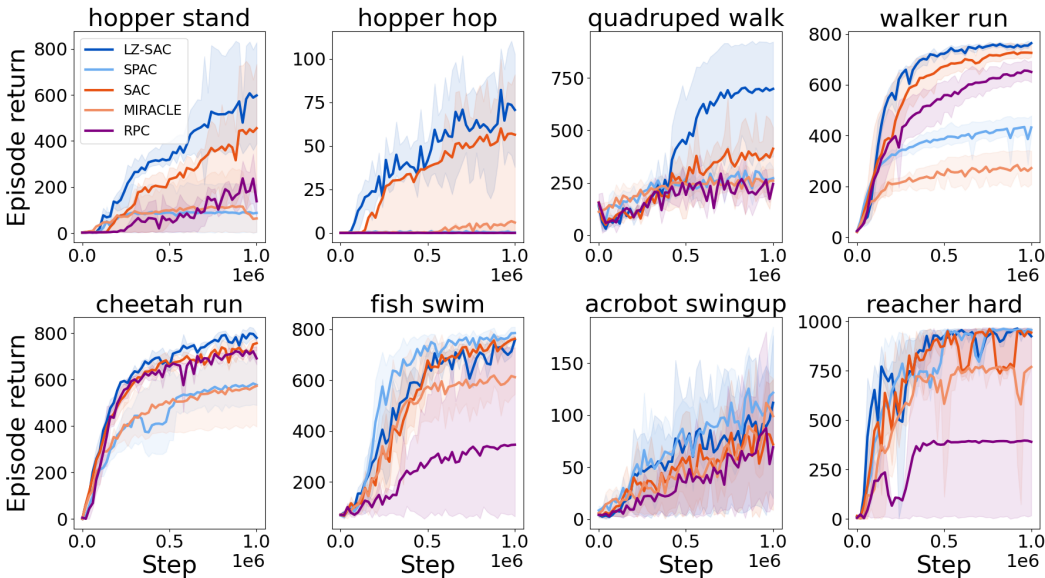 hopper stand
hopper hop
quadruped walk
walker run
Episode return
800
600
400
200
0
LZ-SAC
SPAC
SAC
MIRACLE
RPC
0.0
0.5
1.0
1e6
100
75
50
25
0
0.0
0.5
1.0
1e6
750
500
250
0
0.0
0.5
1.0
1e6
800
600
400
200
0
0.0
0.5
1.0
1e6
cheetah run
fish swim
acrobot swingup
reacher hard
Episode return
800
600
400
200
0
0.0
0.5
1.0
1e6
Step
800
600
400
200
0.0
0.5
1.0
1e6
Step
150
100
50
0
0.0
0.5
1.0
1e6
Step
1000
750
500
250
0
0.0
0.5
1.0
1e6
Step